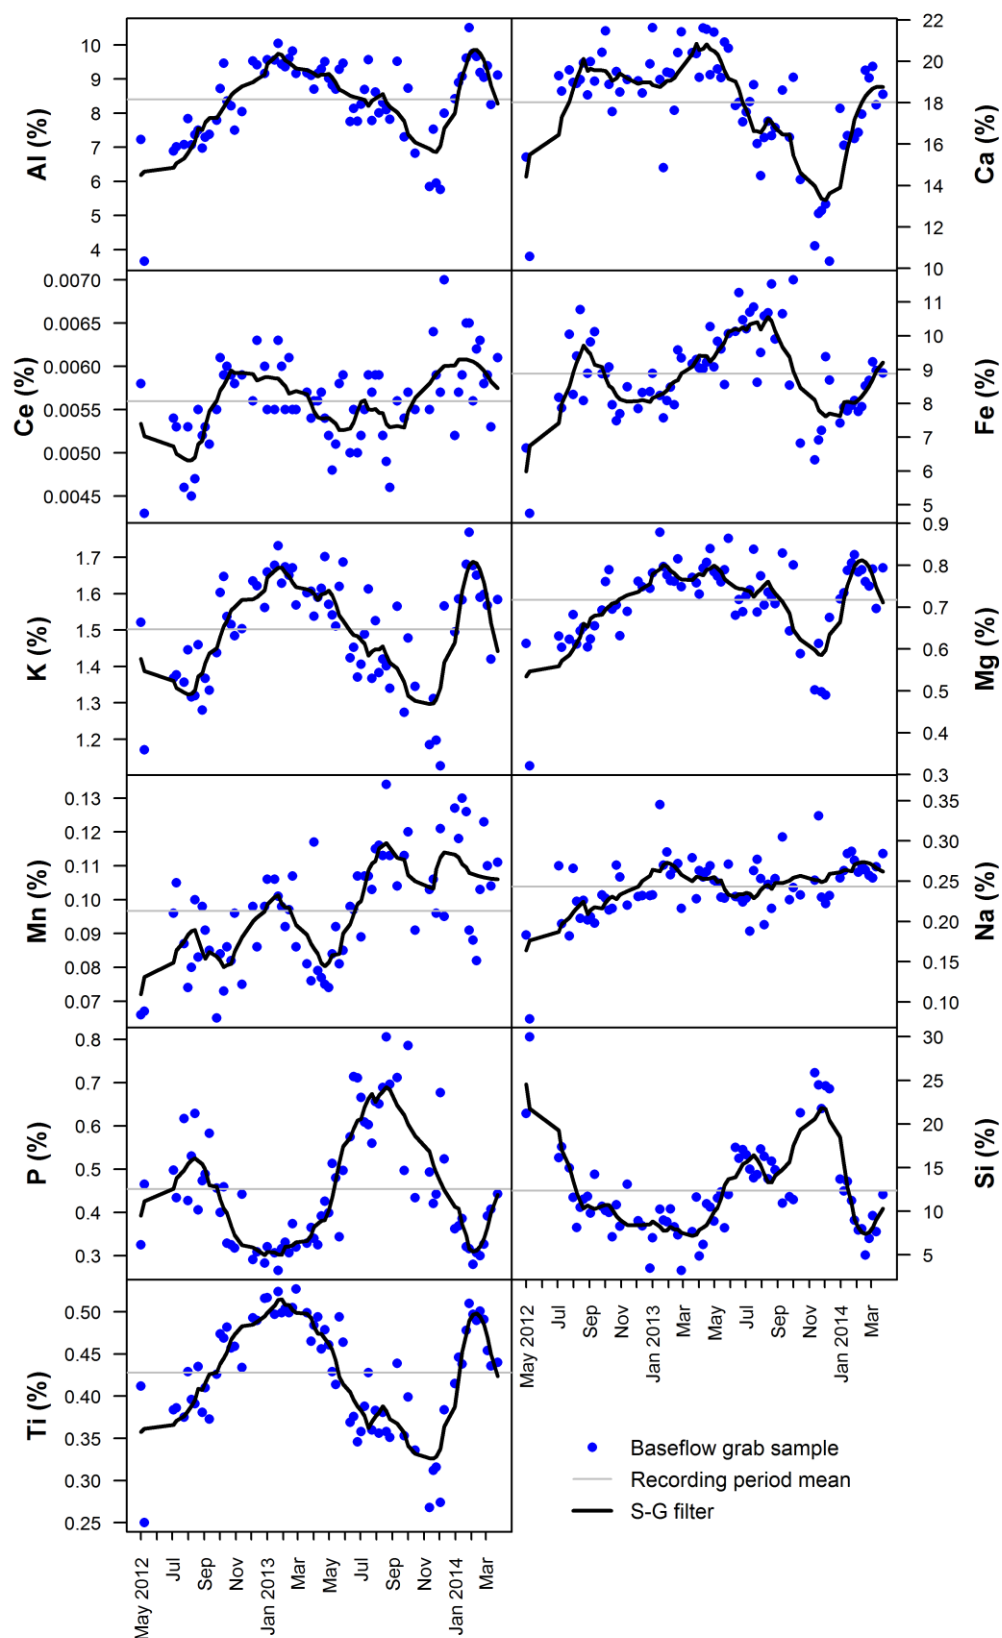 Al (%)
10
9
8
7
6
5
4
Ca (%)
22
20
18
16
14
12
10
Ce (%)
0.0070
0.0065
0.0060
0.0055
0.0050
0.0045
Fe (%)
11
10
9
8
7
6
5
K (%)
1.7
1.6
1.5
1.4
1.3
1.2
Mg (%)
0.9
0.8
0.7
0.6
0.5
0.4
0.3
Mn (%)
0.13
0.12
0.11
0.10
0.09
0.08
0.07
Na (%)
0.35
0.30
0.25
0.20
0.15
0.10
P (%)
0.8
0.7
0.6
0.5
0.4
0.3
Si (%)
30
25
20
15
10
5
May 2012
Jul
Sep
Nov
Jan 2013
Mar
May
Jul
Sep
Nov
Jan 2014
Mar
Ti (%)
0.50
0.45
0.40
0.35
0.30
0.25
May 2012
Jul
Sep
Nov
Jan 2013
Mar
May
Jul
Sep
Nov
Jan 2014
Mar
Baseflow grab sample
Recording period mean
S-G filter